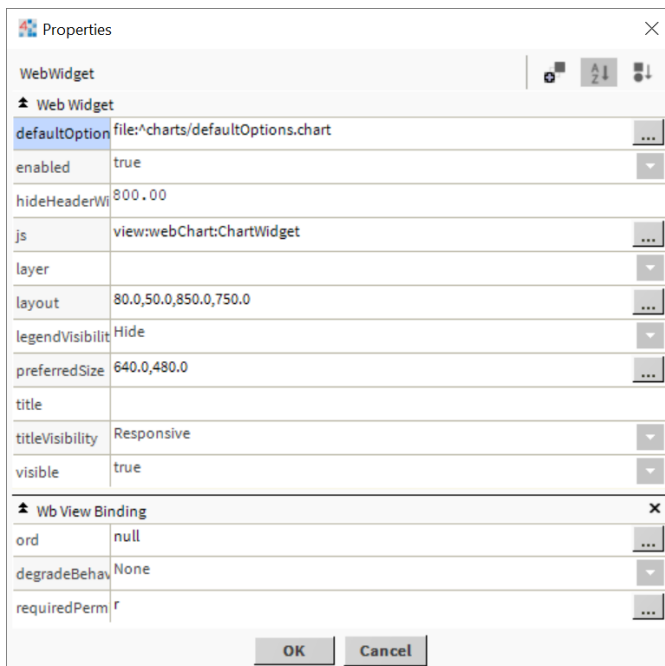 Properties
WebWidget
Web Widget
defaultOption file:^charts/defaultOptions.chart ...
enabled true
hideHeaderWi 800.00
js view:webChart:ChartWidget ...
layer
layout 80.0,50.0,850.0,750.0 ...
legendVisibilit Hide
preferredSize 640.0,480.0 ...
title
titleVisibility Responsive
visible true
Wb View Binding
ord null ...
degradeBehav None
requiredPerm r ...
OK Cancel